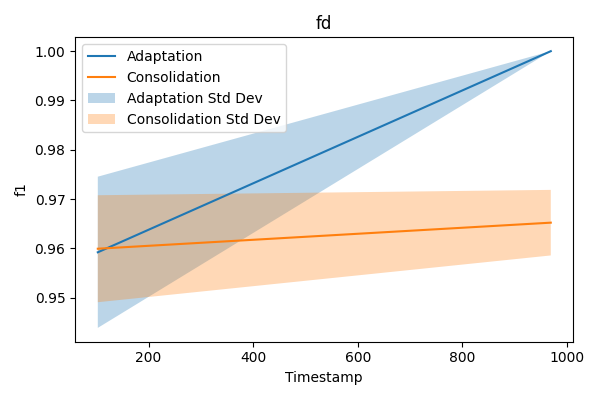 fd
Adaptation
Consolidation
Adaptation Std Dev
Consolidation Std Dev
1.00
0.99
0.98
0.97
0.96
0.95
f1
200
400
600
800
1000
Timestamp